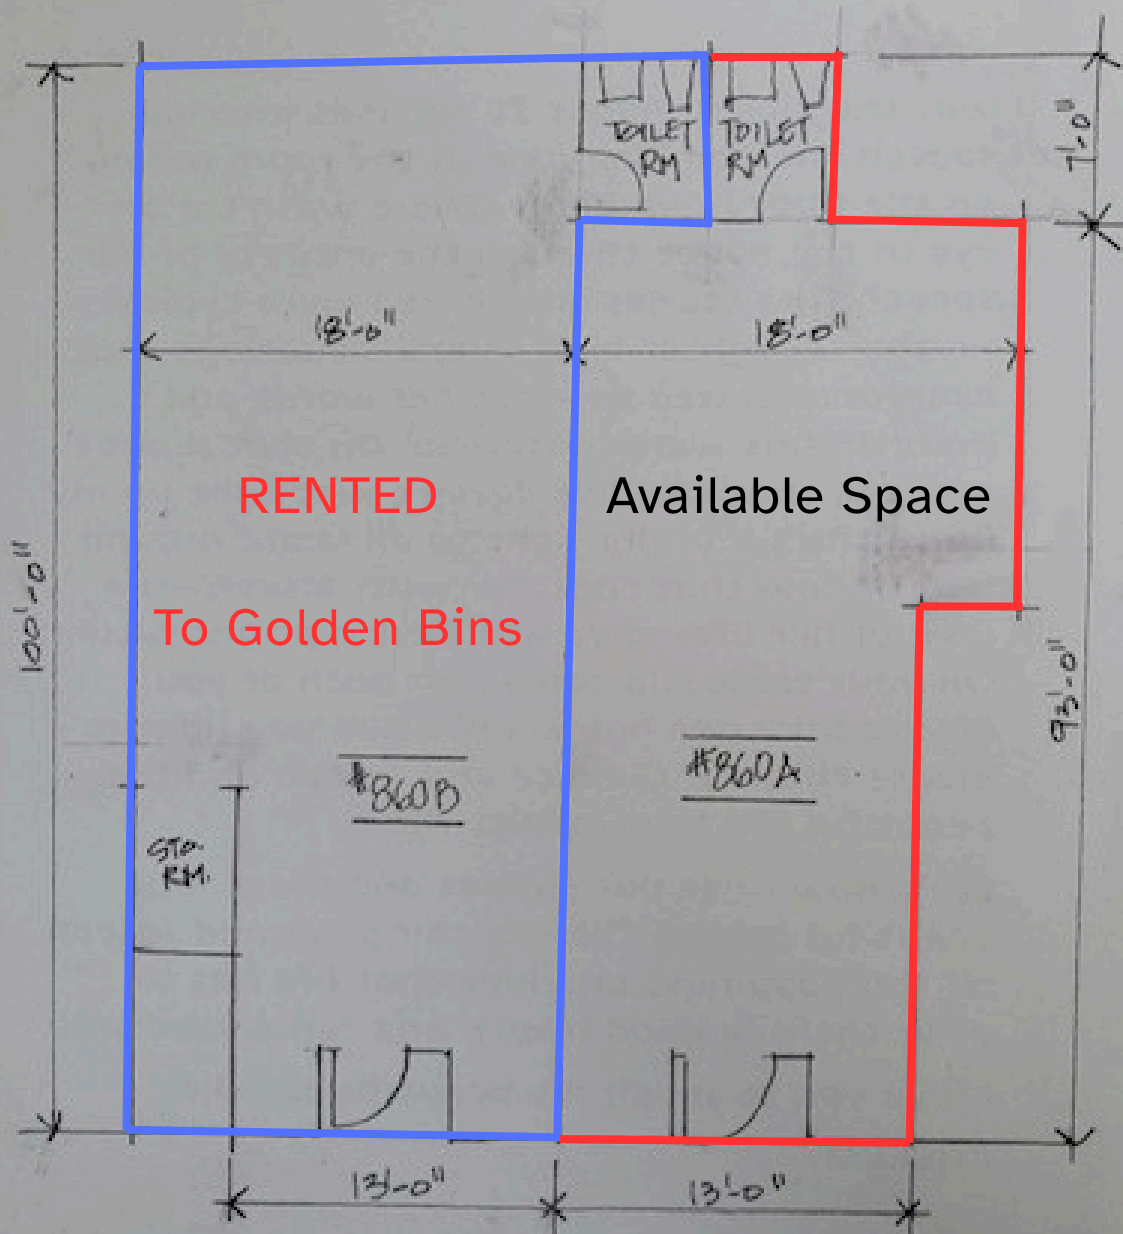 TOILET
RM
TOILET
RM
7'-0"
18'-0"
18'-0"
RENTED
Available Space
100'-0"
To Golden Bins
93'-0"
#860B
#860A
STO.
RM.
13'-0"
13'-0"